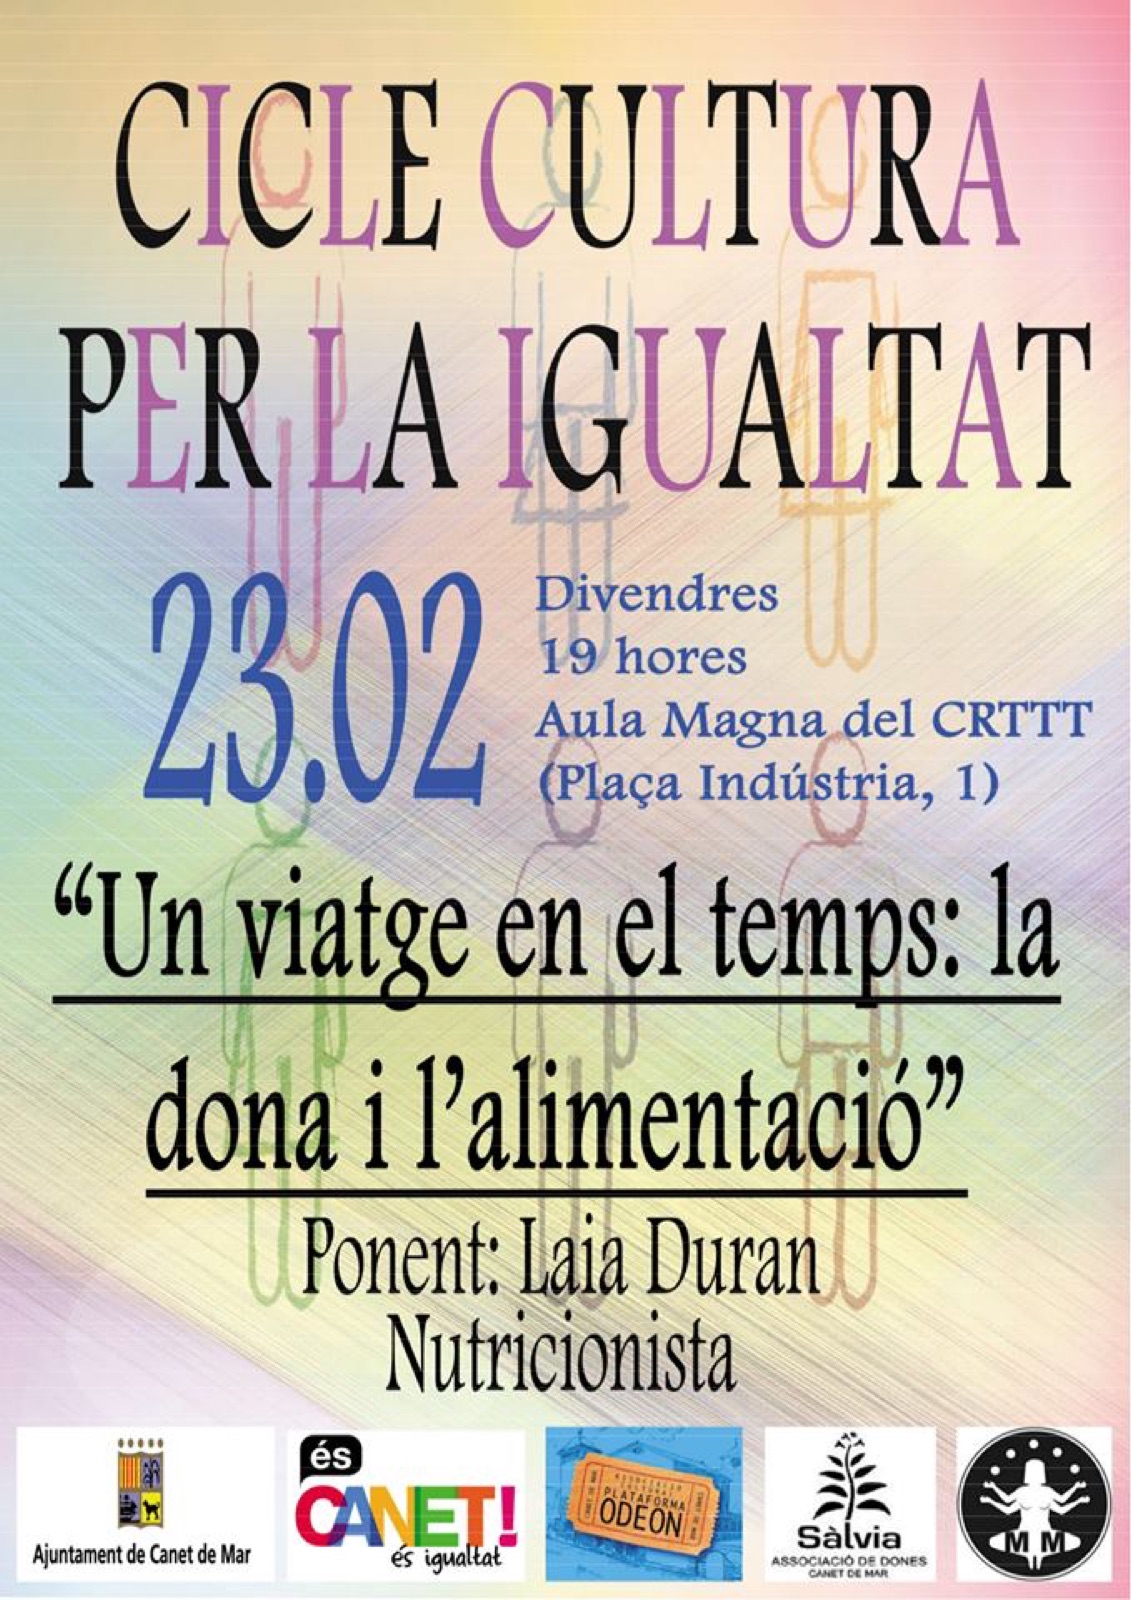 CICLE CULTURA
PER LA IGUALTAT
23.02
Divendres
19 hores
Aula Magna del CRTTT
(Plaça Indústria, 1)
“Un viatge en el temps: la
dona i l’alimentació”
Ponent: Laia Duran
Nutricionista
Ajuntament de Canet de Mar
és
CANET!
és igualtat
PLATAFORMA
ODEON
Sàlvia
ASSOCIACIÓ DE DONES
CANET DE MAR
M M